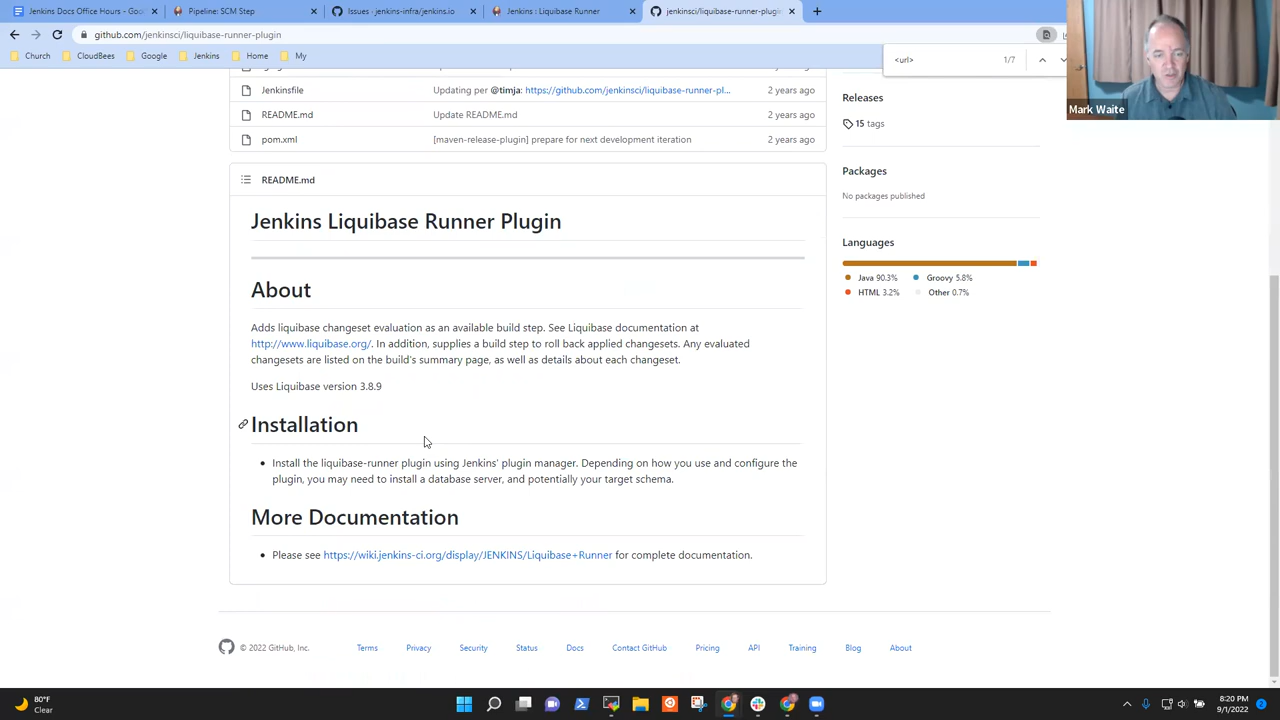 Jenkins Docs Office Hours - Goo
Pipeline: SCM Step
Issues · jenkins-infra/jenkins.io
Jenkins : Liquibase Runner
jenkinsci/liquibase-runner-plugin
github.com/jenkinsci/liquibase-runner-plugin
Church
CloudBees
Google
Jenkins
Home
My
<url>
1/7
Mark Waite
Jenkinsfile
Updating per @timja: https://github.com/jenkinsci/liquibase-runner-pl...
2 years ago
README.md
Update README.md
2 years ago
pom.xml
[maven-release-plugin] prepare for next development iteration
2 years ago
README.md
Jenkins Liquibase Runner Plugin
About
Adds liquibase changeset evaluation as an available build step. See Liquibase documentation at
http://www.liquibase.org/. In addition, supplies a build step to roll back applied changesets. Any evaluated
changesets are listed on the build's summary page, as well as details about each changeset.
Uses Liquibase version 3.8.9
Installation
Install the liquibase-runner plugin using Jenkins' plugin manager. Depending on how you use and configure the
plugin, you may need to install a database server, and potentially your target schema.
More Documentation
Please see https://wiki.jenkins-ci.org/display/JENKINS/Liquibase+Runner for complete documentation.
Releases
15 tags
Packages
No packages published
Languages
Java 90.3%
Groovy 5.8%
HTML 3.2%
Other 0.7%
© 2022 GitHub, Inc.
Terms
Privacy
Security
Status
Docs
Contact GitHub
Pricing
API
Training
Blog
About
80°F
Clear
8:20 PM
9/1/2022
2